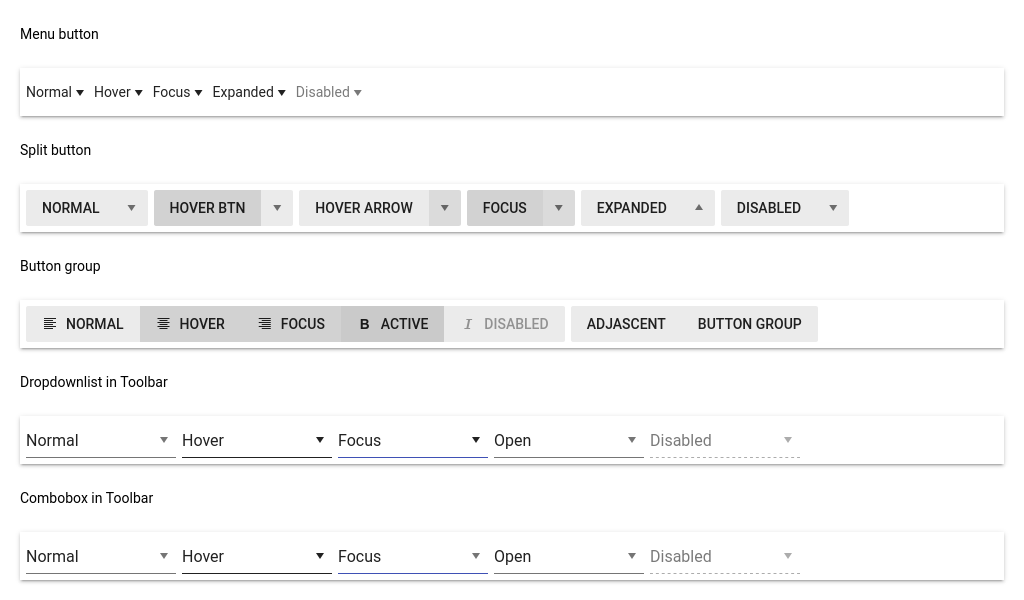 Menu button
Normal Hover Focus Expanded Disabled
Split button
NORMAL HOVER BTN HOVER ARROW FOCUS EXPANDED DISABLED
Button group
NORMAL HOVER FOCUS B ACTIVE I DISABLED ADJASCENT BUTTON GROUP
Dropdownlist in Toolbar
Normal Hover Focus Open Disabled
Combobox in Toolbar
Normal Hover Focus Open Disabled